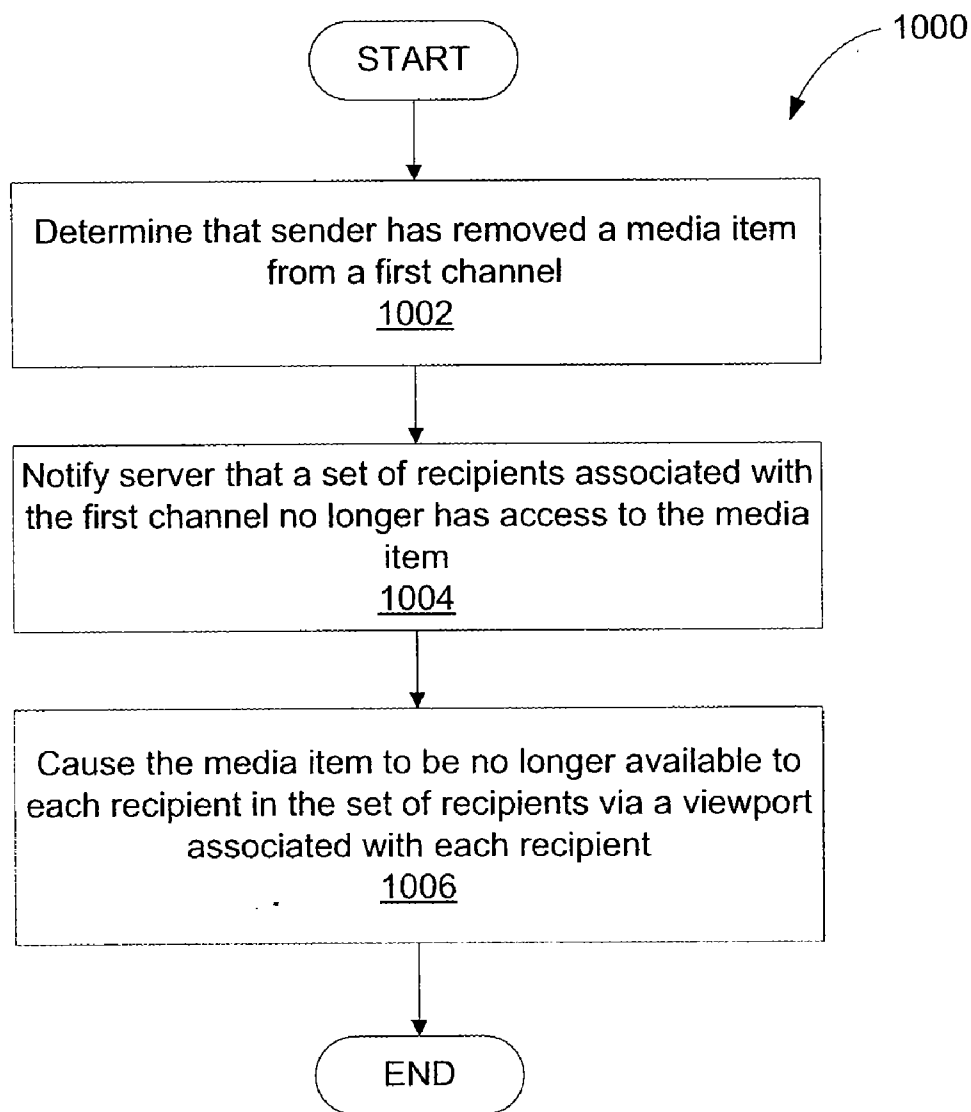 1000
START
Determine that sender has removed a media item
from a first channel
1002
Notify server that a set of recipients associated with
the first channel no longer has access to the media
item
1004
Cause the media item to be no longer available to
each recipient in the set of recipients via a viewport
associated with each recipient
1006
END